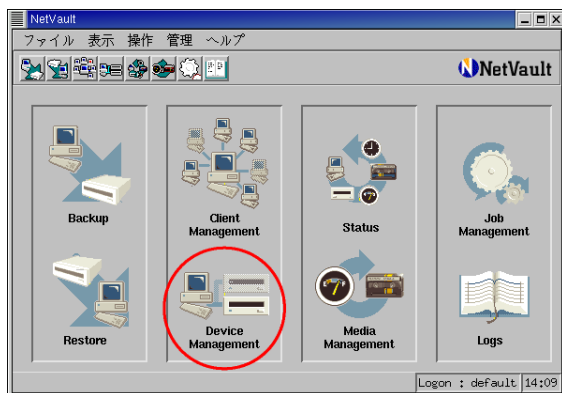 NetVault
ファイル 表示 操作 管理 ヘルプ
NetVault
Backup
Client
Management
Status
Job
Management
Restore
Device
Management
Media
Management
Logs
Logon : default 14:09